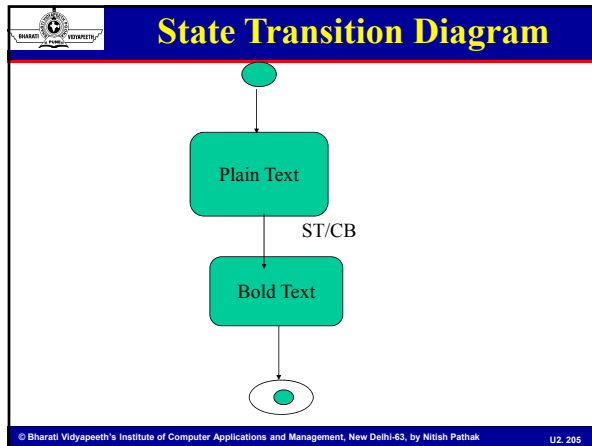 BHARATI VIDYAPEETH
PUNE
State Transition Diagram
Plain Text
ST/CB
Bold Text
© Bharati Vidyapeeth's Institute of Computer Applications and Management, New Delhi-63, by Nitish Pathak
U2. 205